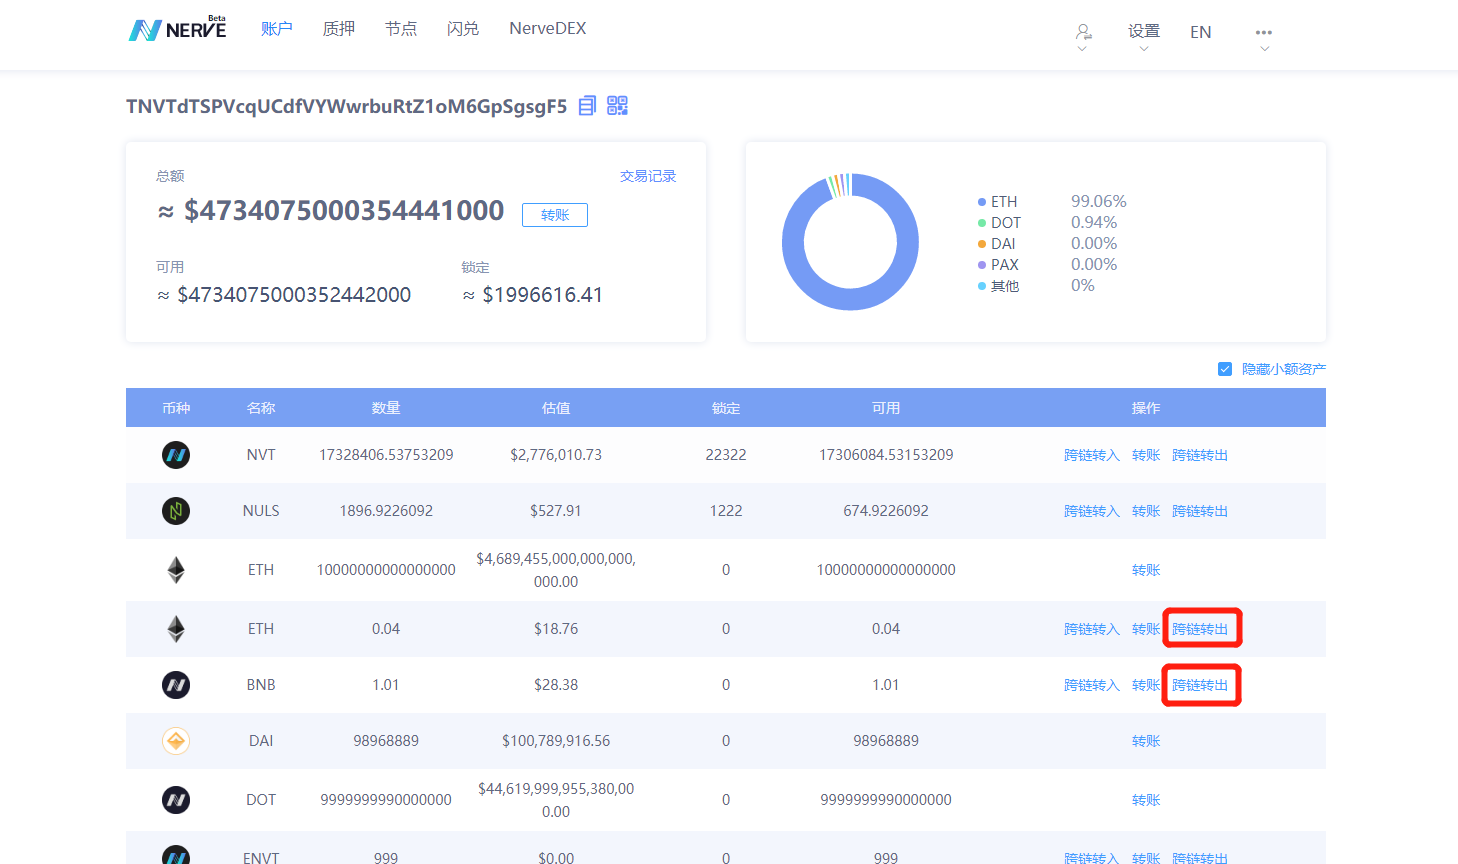 NERVE Beta 账户 质押 节点 闪兑 NerveDEX 设置 EN
TNVTdTSPVcqUCdfVYWwrbuRtZ1oM6GpSgsgF5
总额 交易记录
≈ $4734075000354441000 转账
可用 锁定
≈ $4734075000352442000 ≈ $1996616.41
ETH 99.06%
DOT 0.94%
DAI 0.00%
PAX 0.00%
其他 0%
隐藏小额资产
币种 名称 数量 估值 锁定 可用 操作
NVT 17328406.53753209 $2,776,010.73 22322 17306084.53153209 跨链转入 转账 跨链转出
NULS 1896.9226092 $527.91 1222 674.9226092 跨链转入 转账 跨链转出
ETH 10000000000000000 $4,689,455,000,000,000,
000.00 0 10000000000000000 转账
ETH 0.04 $18.76 0 0.04 跨链转入 转账 跨链转出
BNB 1.01 $28.38 0 1.01 跨链转入 转账 跨链转出
DAI 98968889 $100,789,916.56 0 98968889 转账
DOT 9999999990000000 $44,619,999,955,380,00
0.00 0 9999999990000000 转账
ENVT 999 $0.00 0 999 跨链转入 转账 跨链转出